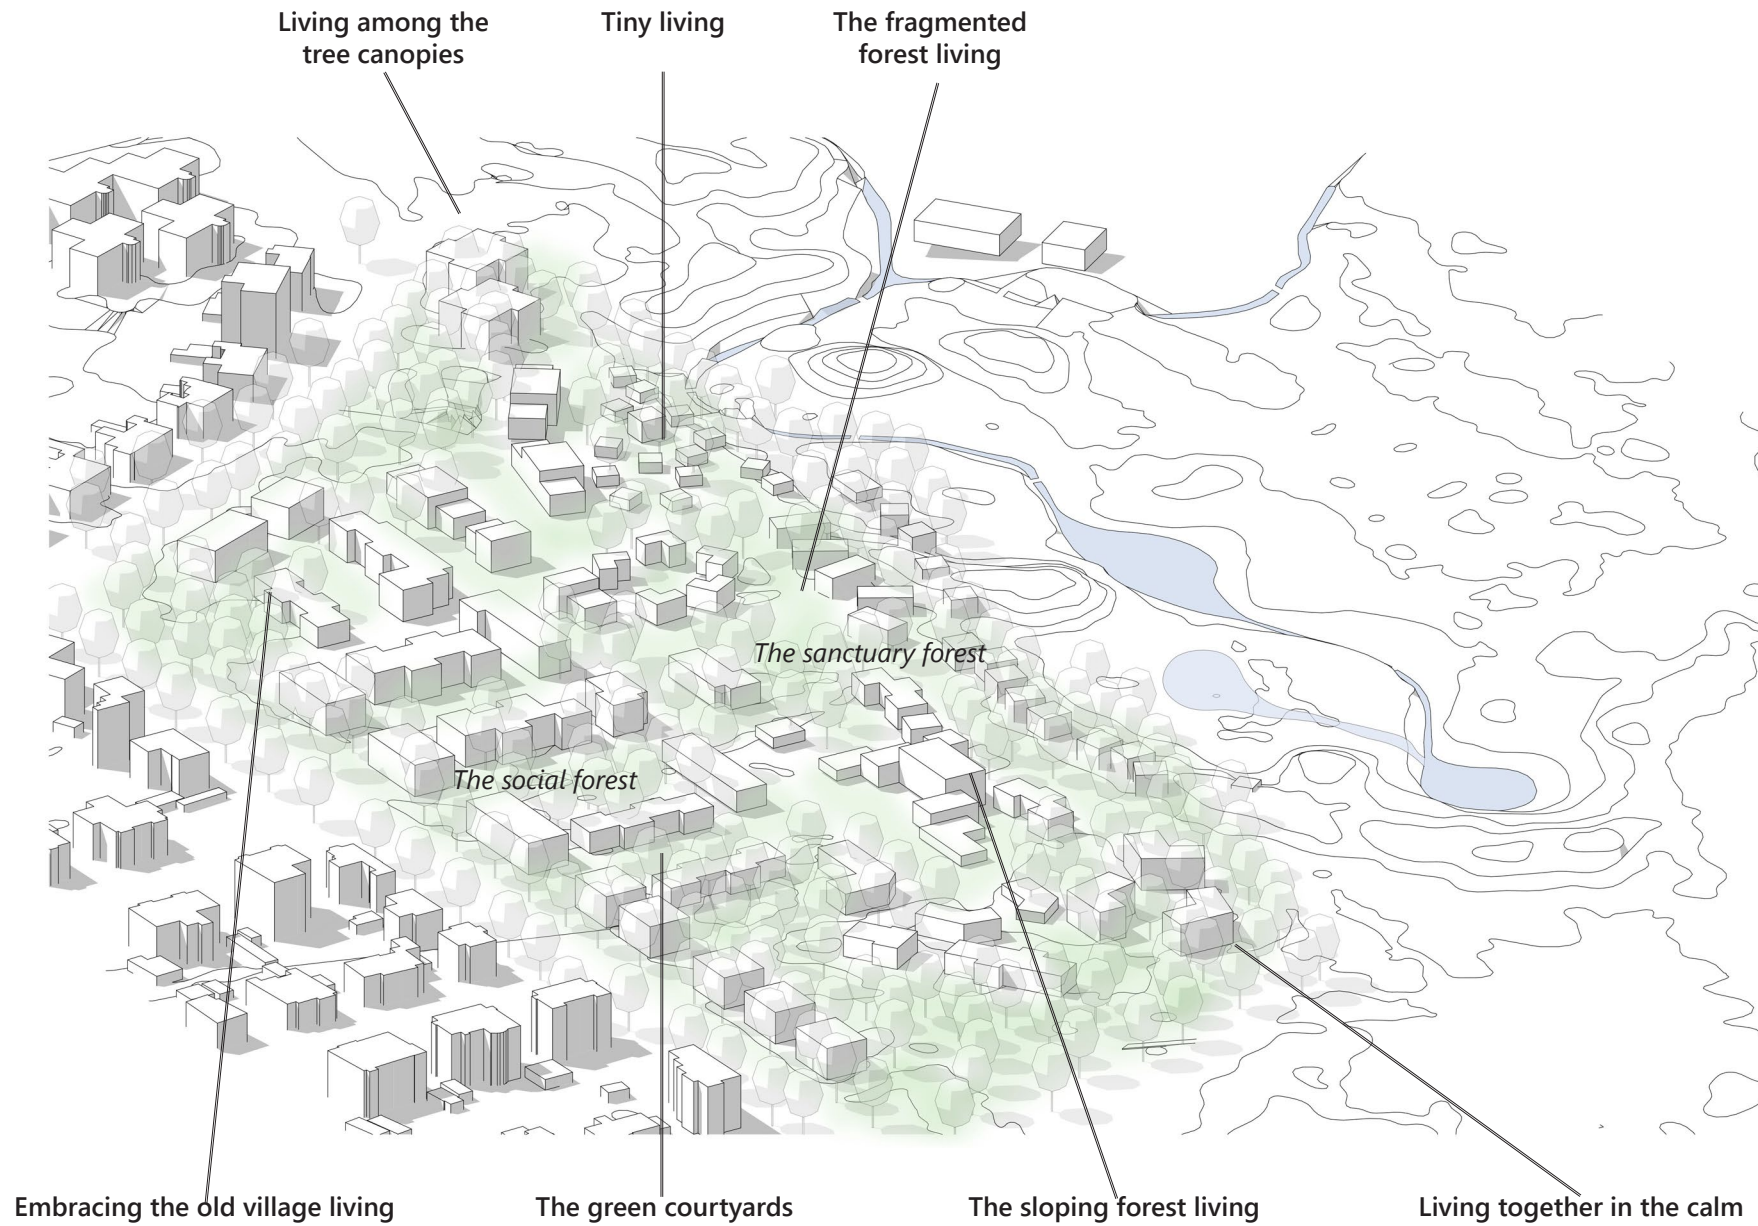 Living among the
tree canopies
Tiny living
The fragmented
forest living
The sanctuary forest
The social forest
Embracing the old village living
The green courtyards
The sloping forest living
Living together in the calm